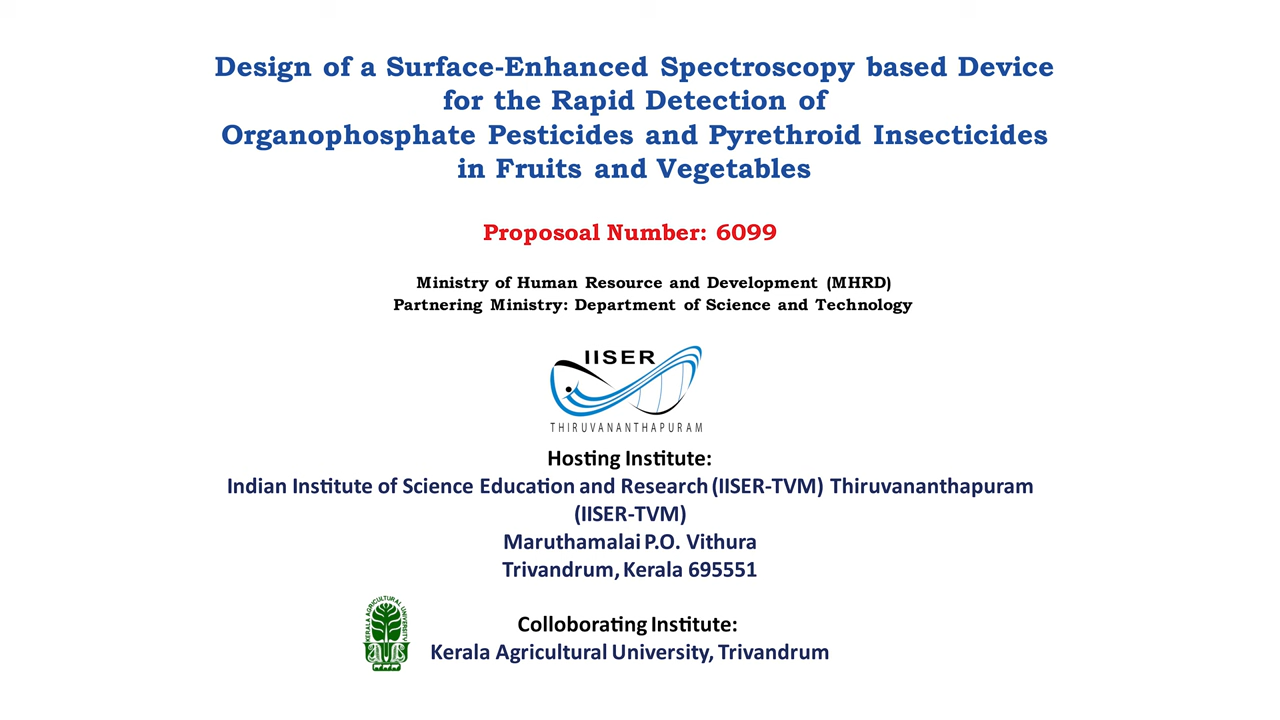 Design of a Surface-Enhanced Spectroscopy based Device
for the Rapid Detection of
Organophosphate Pesticides and Pyrethroid Insecticides
in Fruits and Vegetables
Proposoal Number: 6099
Ministry of Human Resource and Development (MHRD)
Partnering Ministry: Department of Science and Technology
IISER
THIRUVANANTHAPURAM
Hosting Institute:
Indian Institute of Science Education and Research (IISER-TVM) Thiruvananthapuram
(IISER-TVM)
Maruthamalai P.O. Vithura
Trivandrum, Kerala 695551
KERALA AGRICULTURAL UNIVERSITY
Colloborating Institute:
Kerala Agricultural University, Trivandrum